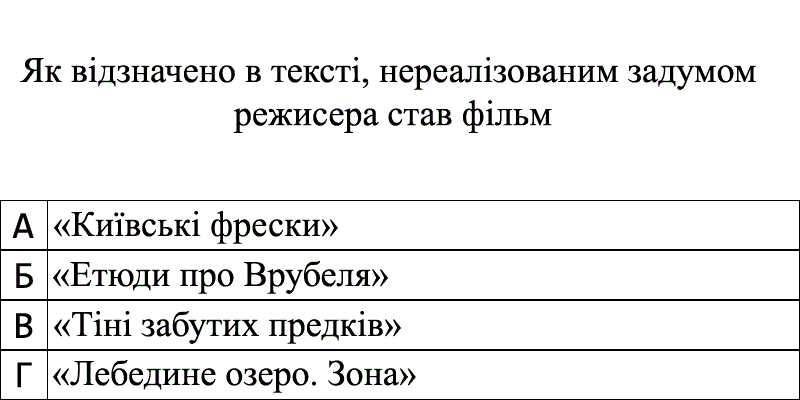 Як відзначено в тексті, нереалізованим задумом
режисера став фільм
А «Київські фрески»
Б «Етюди про Врубеля»
В «Тіні забутих предків»
Г «Лебедине озеро. Зона»